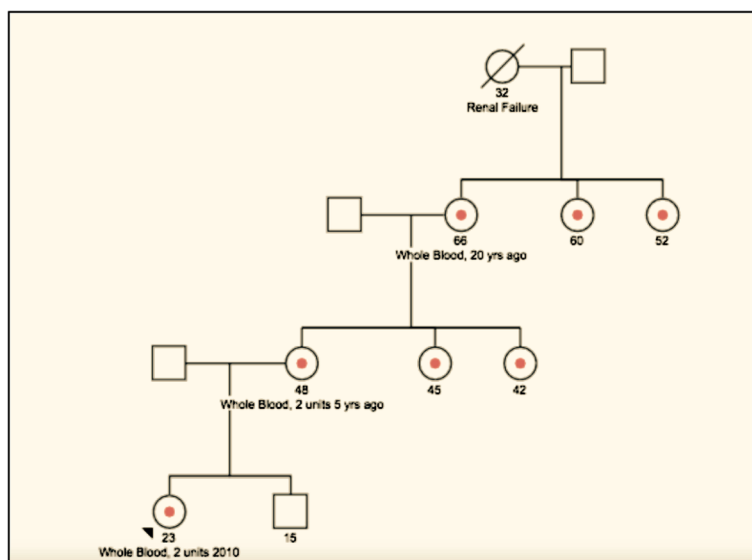 32
Renal Failure
66
60
52
Whole Blood, 20 yrs ago
48
45
42
Whole Blood, 2 units 5 yrs ago
23
15
Whole Blood, 2 units 2010